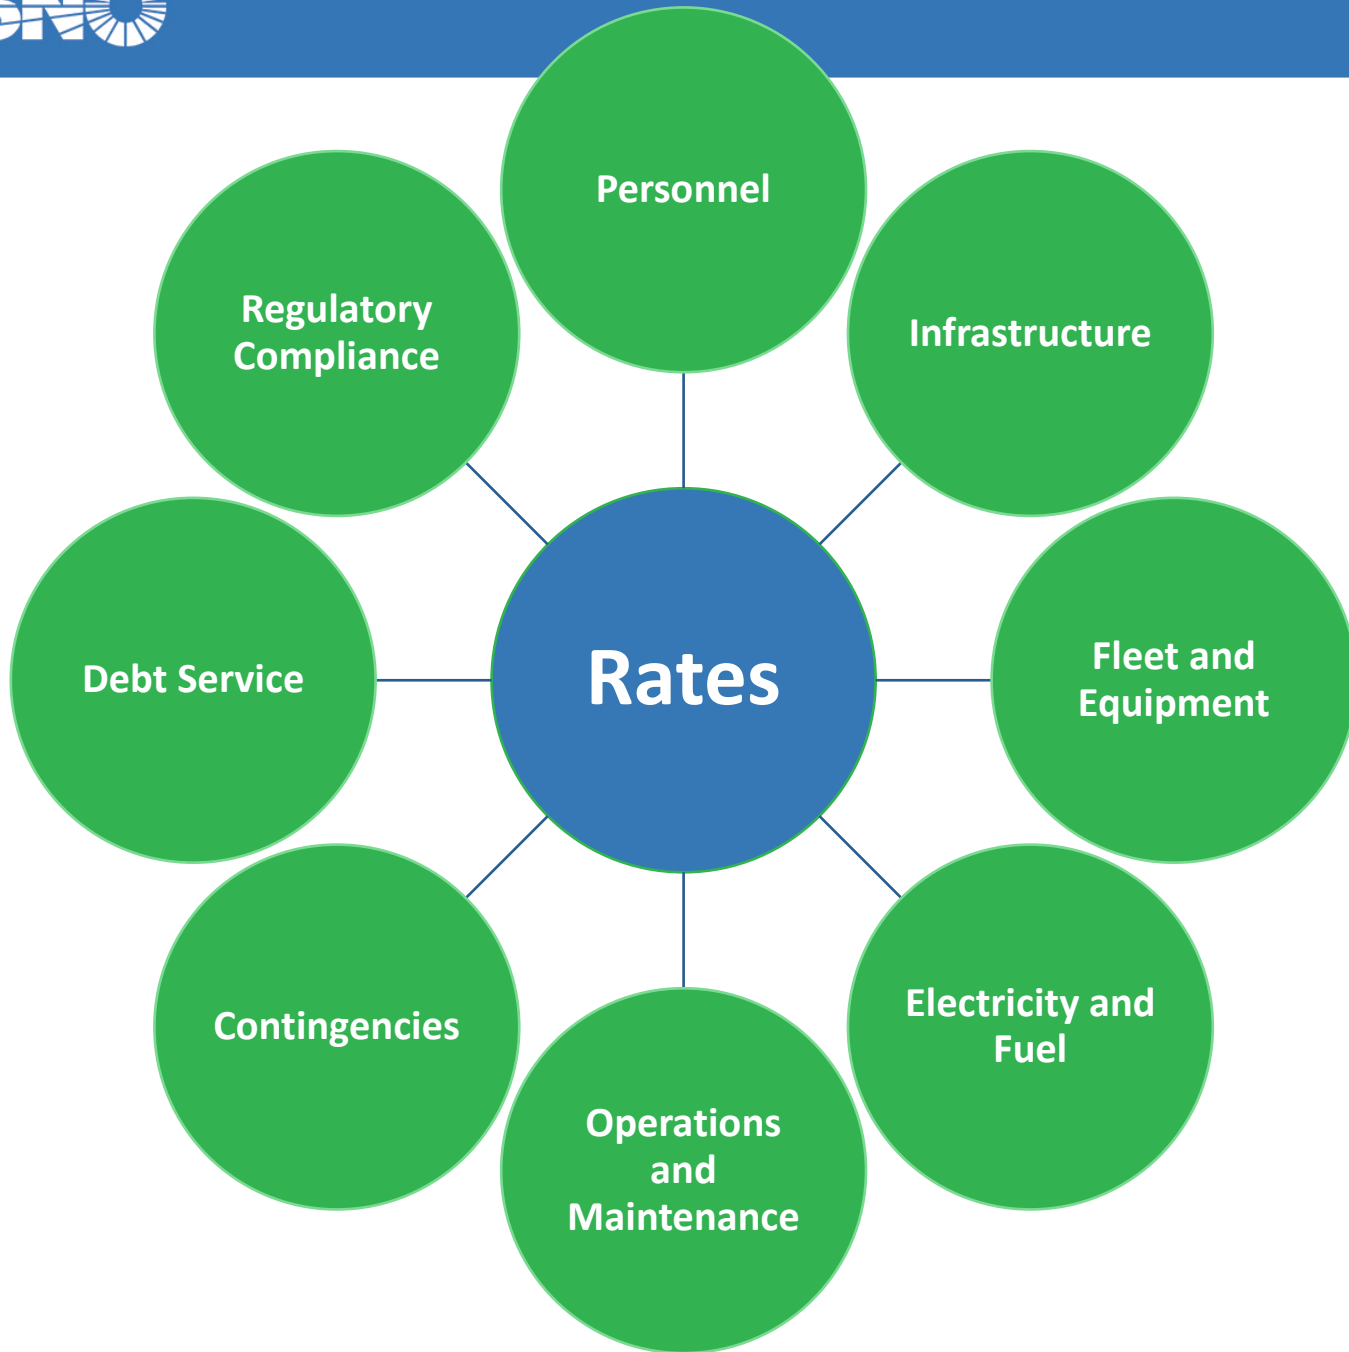 Personnel
Regulatory
Compliance
Infrastructure
Debt Service
Rates
Fleet and
Equipment
Contingencies
Electricity and
Fuel
Operations
and
Maintenance